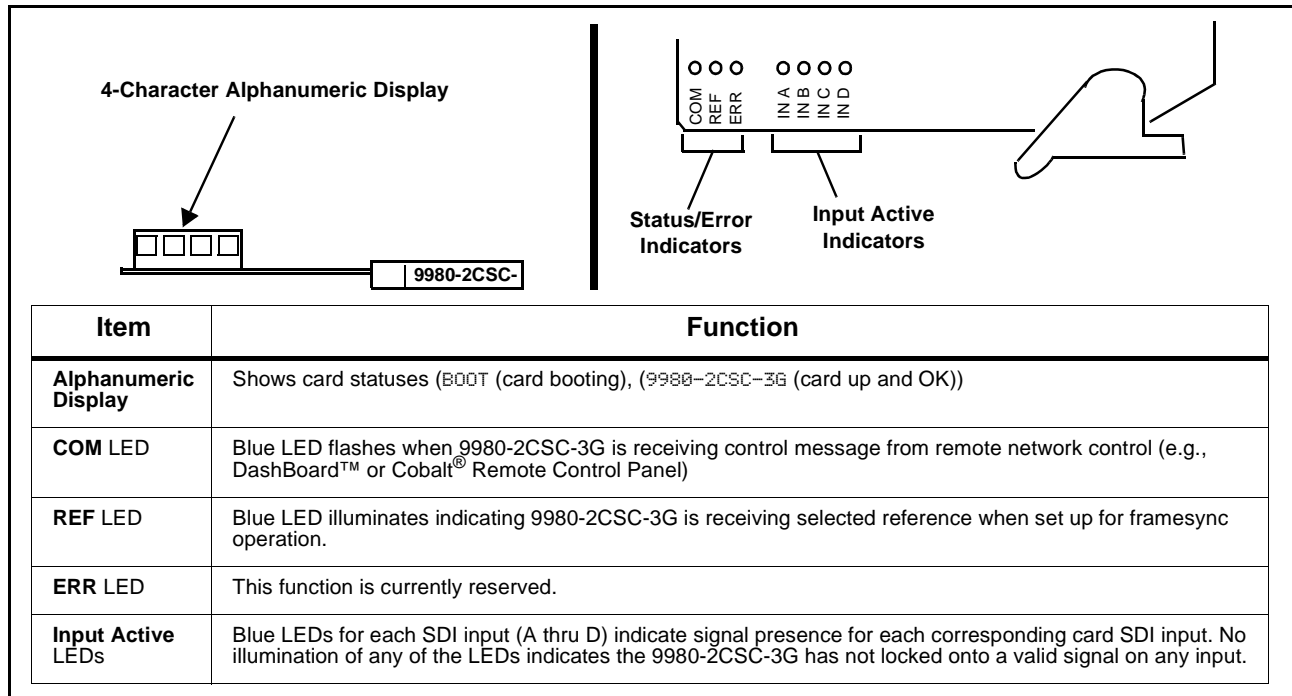 4-Character Alphanumeric Display
9980-2CSC-
COM
REF
ERR
IN A
IN B
IN C
IN D
Status/Error
Indicators
Input Active
Indicators
Item
Function
Alphanumeric
Display
Shows card statuses (BOOT (card booting), (9980-2CSC-3G (card up and OK))
COM LED
Blue LED flashes when 9980-2CSC-3G is receiving control message from remote network control (e.g.,
DashBoard™ or Cobalt® Remote Control Panel)
REF LED
Blue LED illuminates indicating 9980-2CSC-3G is receiving selected reference when set up for framesync
operation.
ERR LED
This function is currently reserved.
Input Active
LEDs
Blue LEDs for each SDI input (A thru D) indicate signal presence for each corresponding card SDI input. No
illumination of any of the LEDs indicates the 9980-2CSC-3G has not locked onto a valid signal on any input.